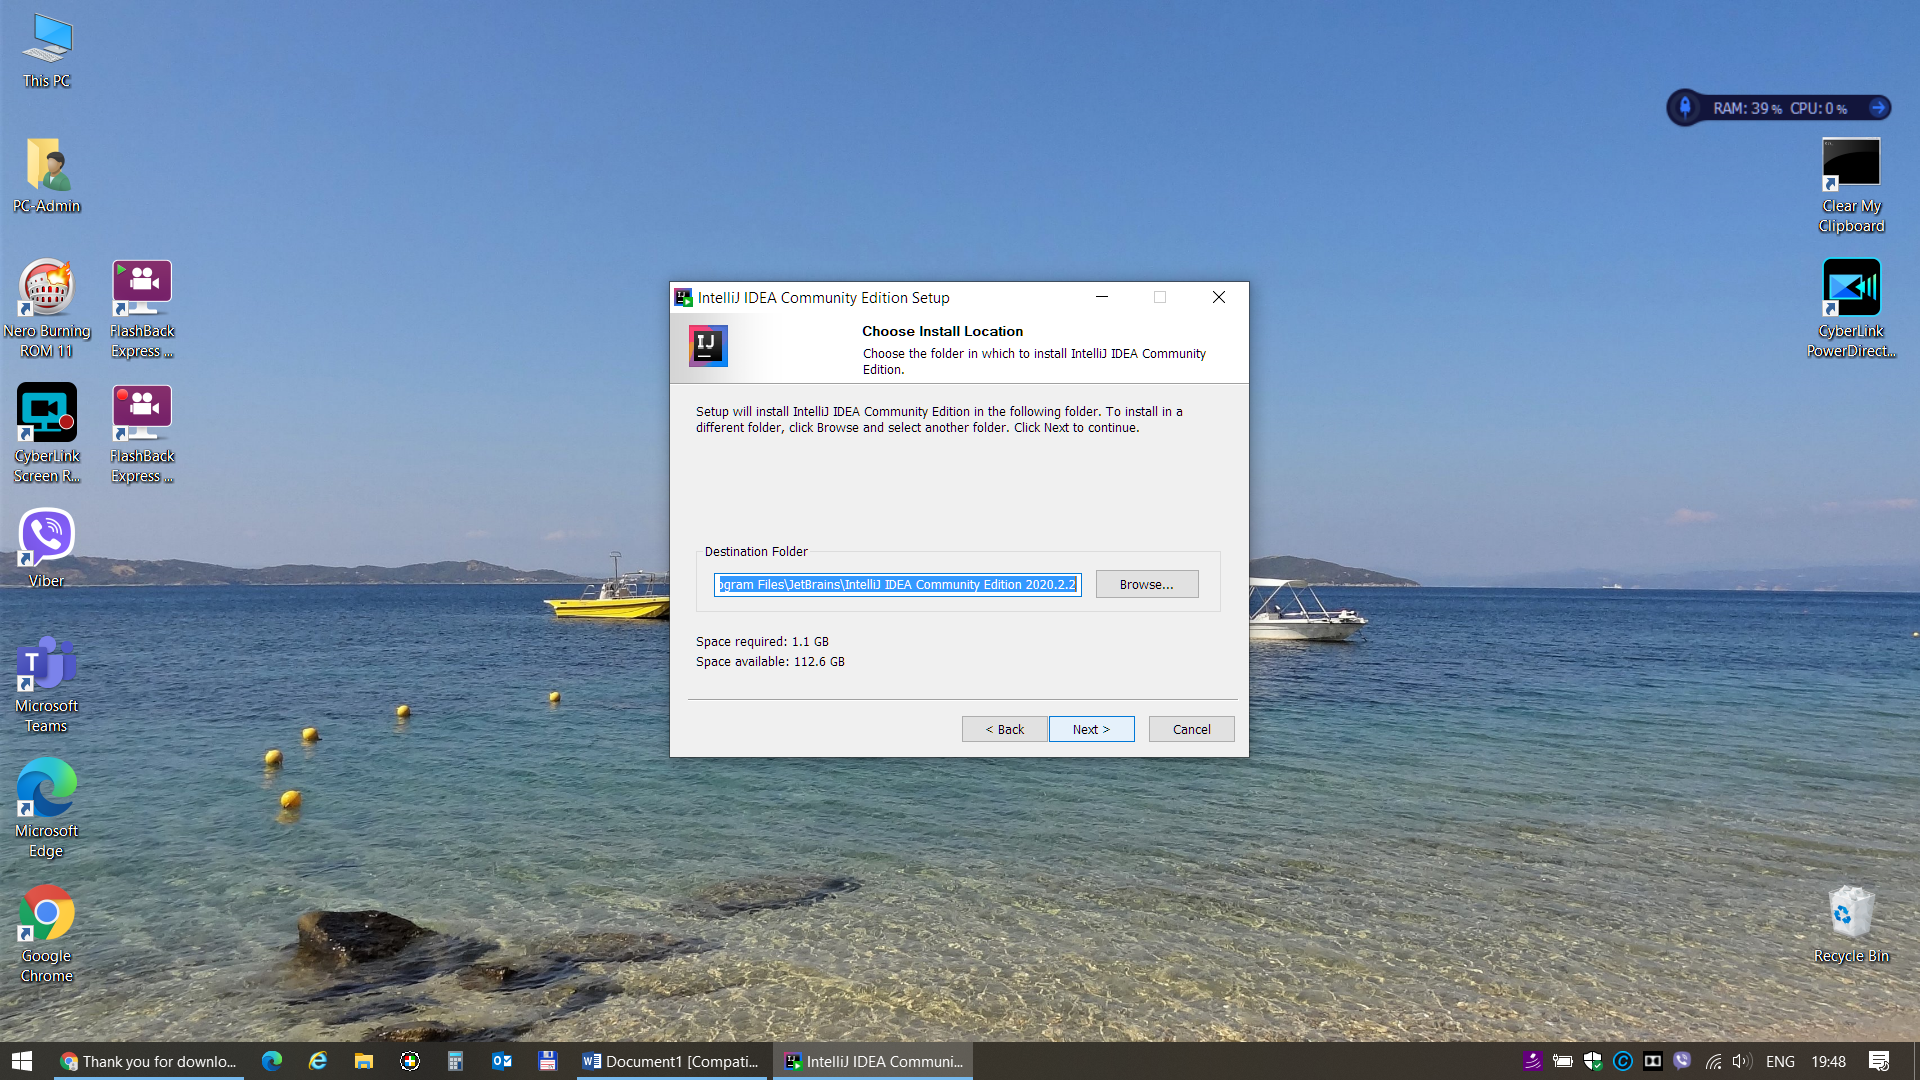 This PC
PC-Admin
Nero Burning
ROM 11
FlashBack
Express ...
CyberLink
Screen R...
FlashBack
Express ...
Viber
Microsoft
Teams
Microsoft
Edge
Google
Chrome
RAM: 39 % CPU: 0 %
Clear My
Clipboard
CyberLink
PowerDirect...
Recycle Bin
IntelliJ IDEA Community Edition Setup
IJ
Choose Install Location
Choose the folder in which to install IntelliJ IDEA Community
Edition.
Setup will install IntelliJ IDEA Community Edition in the following folder. To install in a
different folder, click Browse and select another folder. Click Next to continue.
Destination Folder
ogram Files\JetBrains\IntelliJ IDEA Community Edition 2020.2.2
Browse...
Space required: 1.1 GB
Space available: 112.6 GB
< Back
Next >
Cancel
Thank you for downlo...
Document1 [Compati...
IntelliJ IDEA Communi...
ENG
19:48